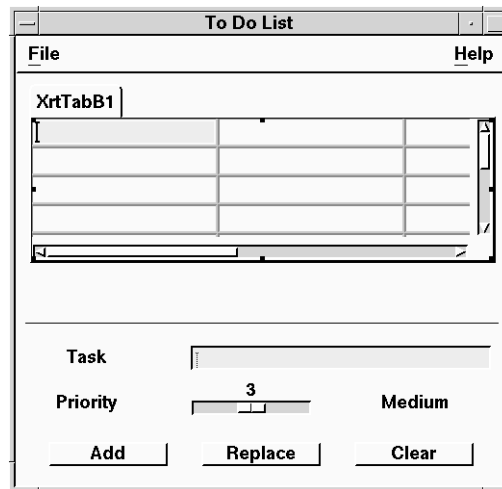 To Do List
File Help
XrtTabB1
Task
3
Priority Medium
Add Replace Clear